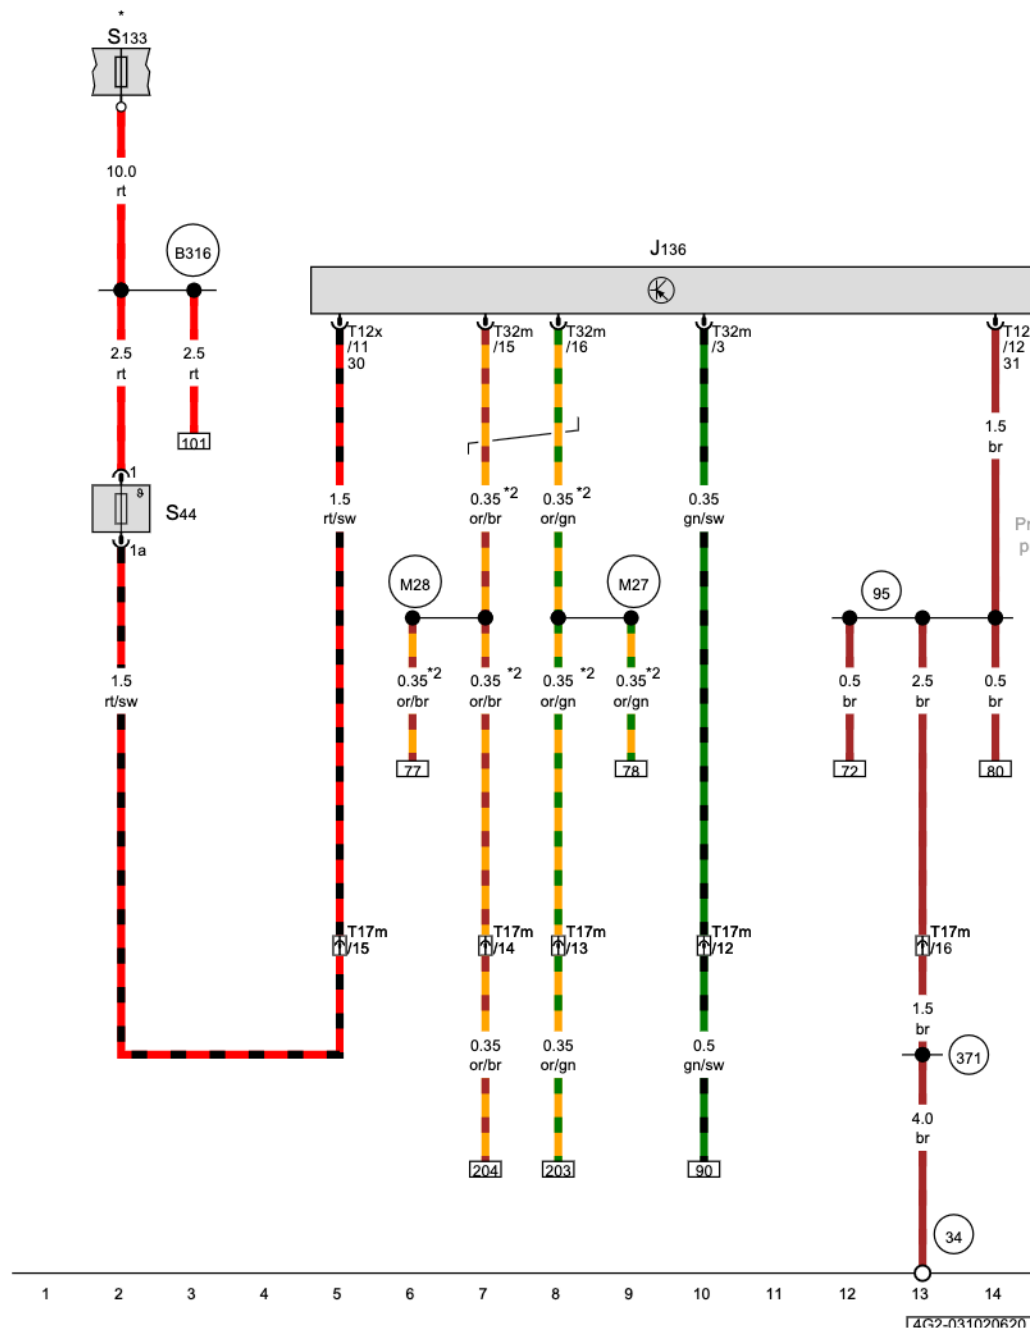 *
S133
10.0
rt
B316
J136
T12x
/11
30
T32m
/15
T32m
/16
T32m
/3
T12
/12
31
2.5
rt
2.5
rt
101
1.5
br
1
S44
1a
1.5
rt/sw
0.35 *2
or/br
0.35 *2
or/gn
0.35
gn/sw
Pr
p
M28
M27
95
1.5
rt/sw
0.35 *2
or/br
0.35 *2
or/br
0.35 *2
or/gn
0.35 *2
or/gn
0.5
br
2.5
br
0.5
br
77
78
72
80
T17m
/15
T17m
/14
T17m
/13
T17m
/12
T17m
/16
1.5
br
371
0.35
or/br
0.35
or/gn
0.5
gn/sw
4.0
br
204
203
90
34
1 2 3 4 5 6 7 8 9 10 11 12 13 14
4G2-031020620